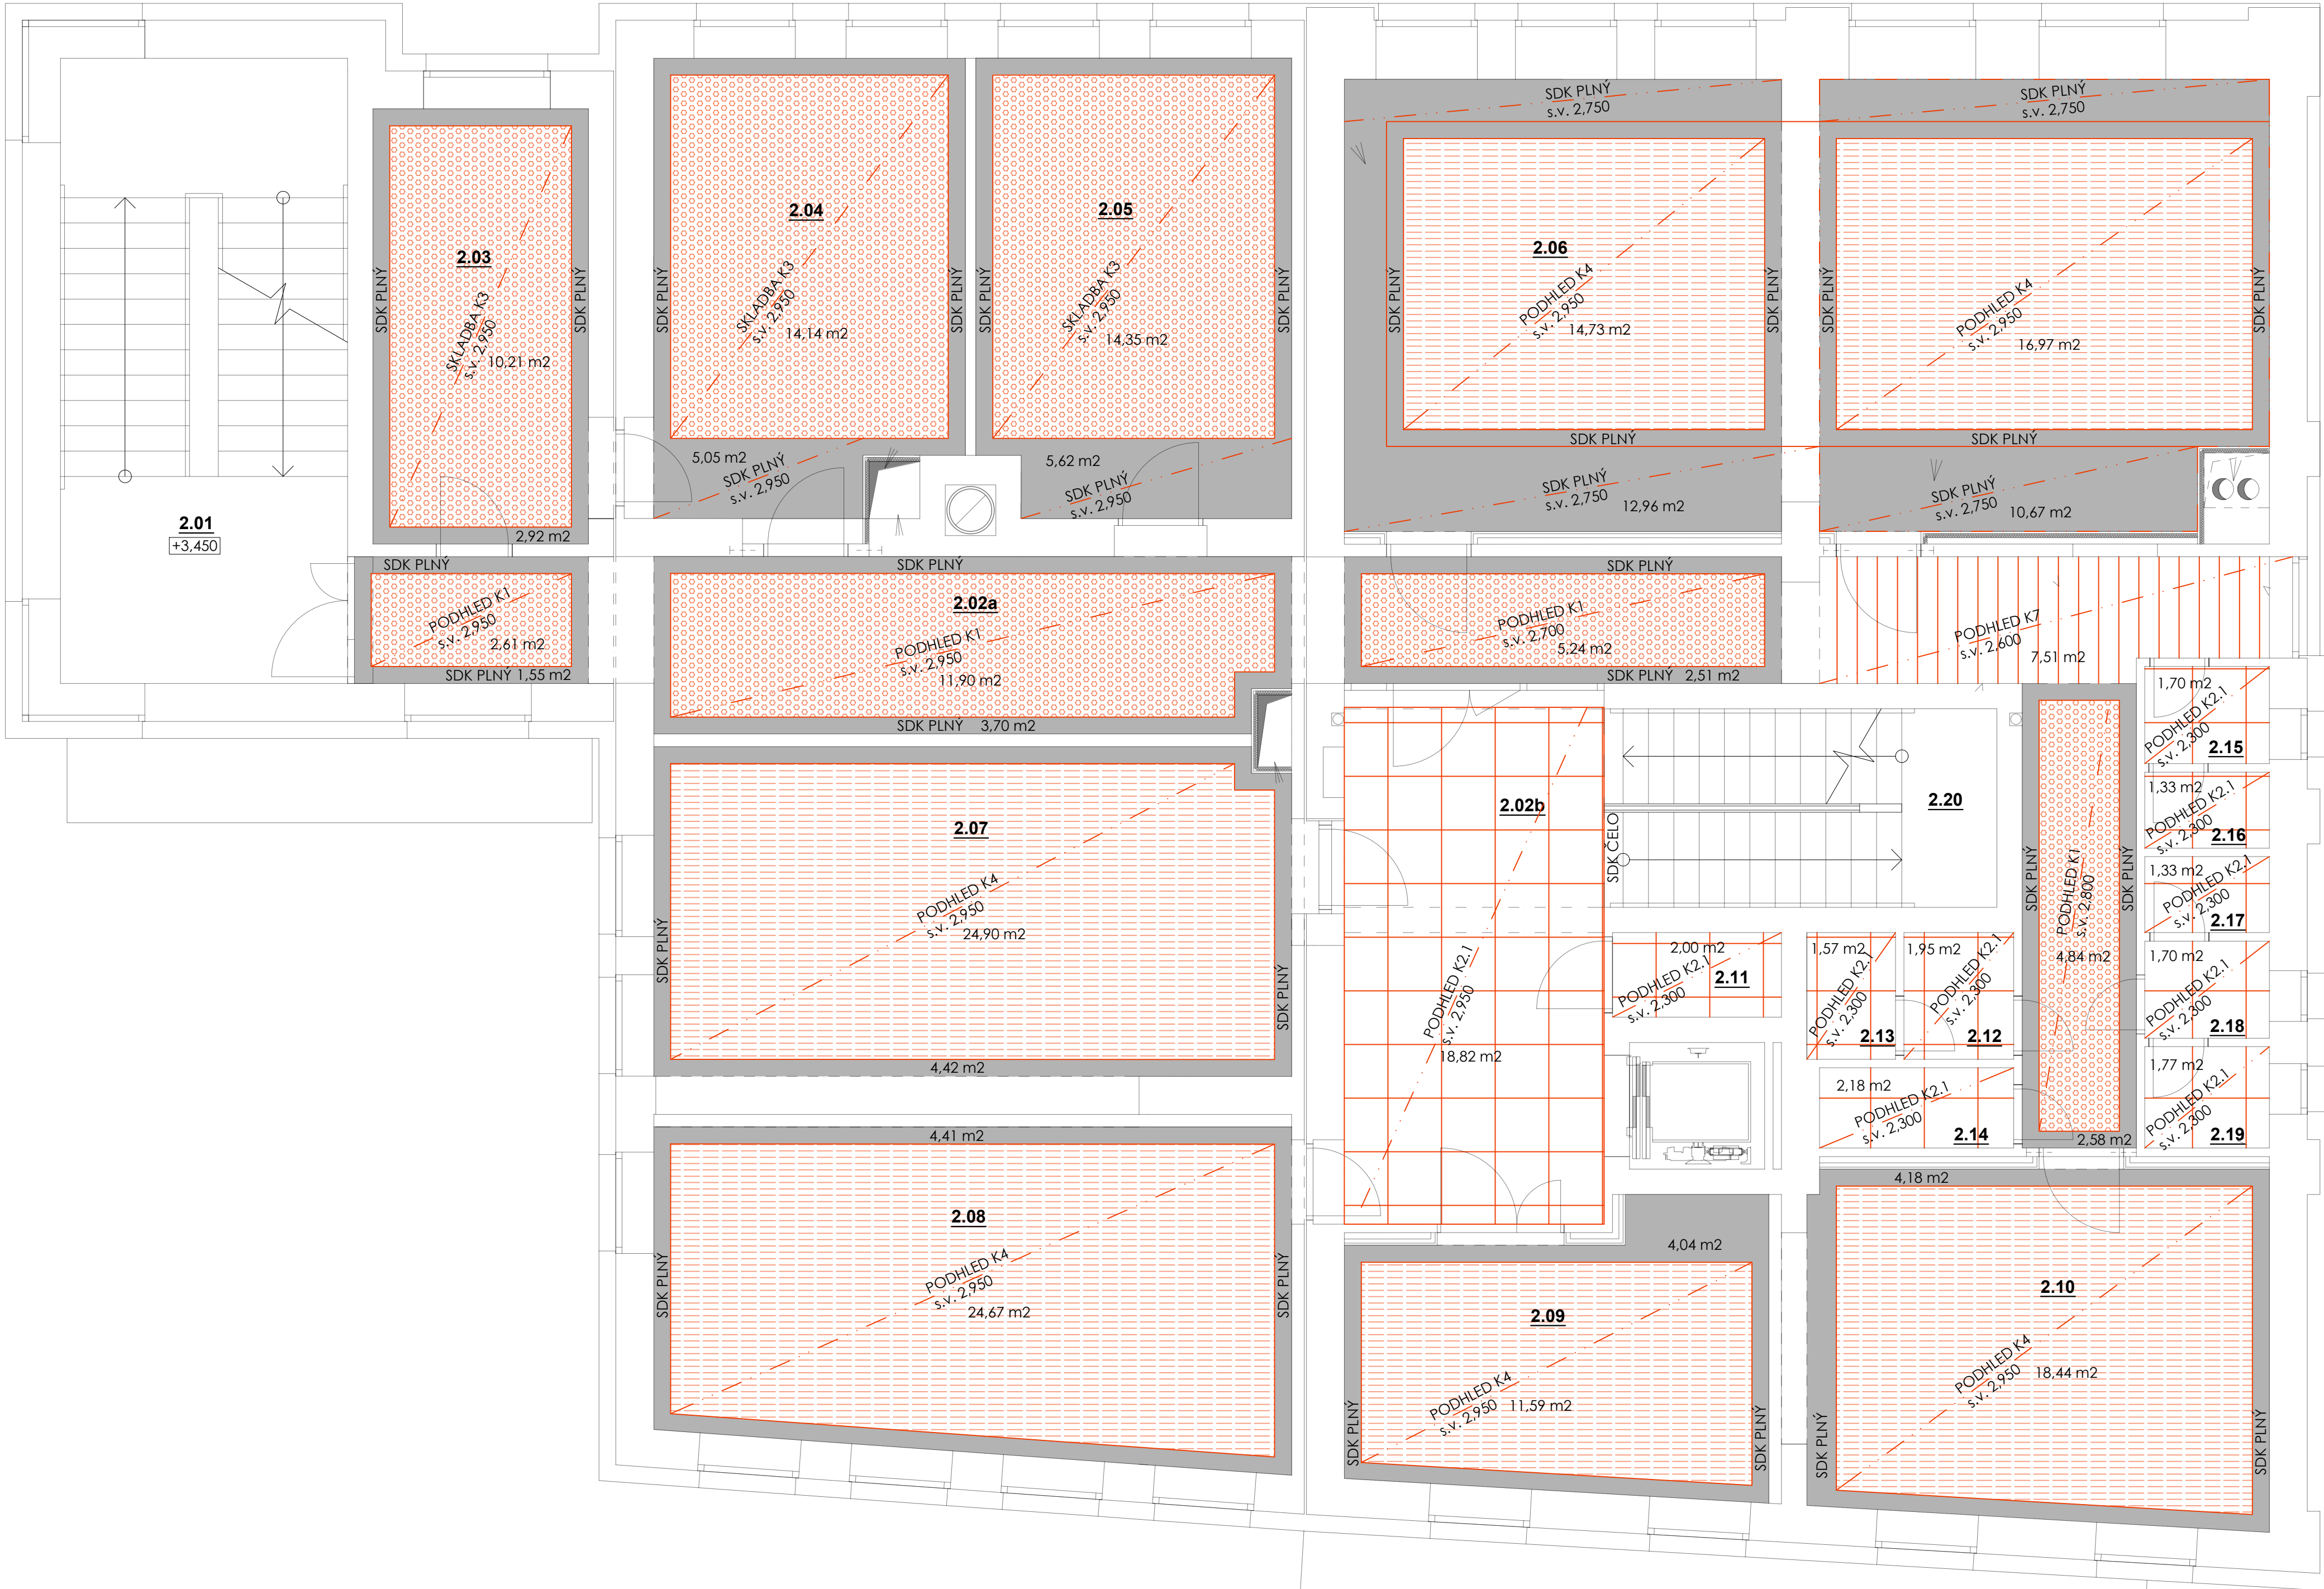 2.01
+3,450
2.03
SDK PLNÝ
SDK PLNÝ
SKLADBA K3
s.v. 2,950
10,21 m2
2,92 m2
SDK PLNÝ
PODHLED K1
s.v. 2,950
2,61 m2
SDK PLNÝ 1,55 m2
2.04
SDK PLNÝ
SDK PLNÝ
SKLADBA K3
s.v. 2,950
14,14 m2
5,05 m2
SDK PLNÝ
s.v. 2,950
2.05
SDK PLNÝ
SDK PLNÝ
SKLADBA K3
s.v. 2,950
14,35 m2
5,62 m2
SDK PLNÝ
s.v. 2,950
SDK PLNÝ
s.v. 2,750
2.06
SDK PLNÝ
SDK PLNÝ
PODHLED K4
s.v. 2,950
14,73 m2
SDK PLNÝ
SDK PLNÝ
s.v. 2,750
12,96 m2
SDK PLNÝ
s.v. 2,750
SDK PLNÝ
SDK PLNÝ
PODHLED K4
s.v. 2,950
16,97 m2
SDK PLNÝ
SDK PLNÝ
s.v. 2,750
10,67 m2
SDK PLNÝ
2.02a
PODHLED K1
s.v. 2,950
11,90 m2
SDK PLNÝ 3,70 m2
SDK PLNÝ
PODHLED K1
s.v. 2,700
5,24 m2
SDK PLNÝ 2,51 m2
PODHLED K7
s.v. 2,600
7,51 m2
2.07
SDK PLNÝ
SDK PLNÝ
PODHLED K4
s.v. 2,950
24,90 m2
4,42 m2
2.02b
SDK ČELO
PODHLED K2.1
s.v. 2,950
18,82 m2
2.20
SDK PLNÝ
SDK PLNÝ
PODHLED K1
s.v. 2,800
4,84 m2
2,58 m2
1,70 m2
PODHLED K2.1
s.v. 2,300
2.15
1,33 m2
PODHLED K2.1
s.v. 2,300
2.16
1,33 m2
PODHLED K2.1
s.v. 2,300
2.17
1,70 m2
PODHLED K2.1
s.v. 2,300
2.18
1,77 m2
PODHLED K2.1
s.v. 2,300
2.19
2,00 m2
PODHLED K2.1
s.v. 2,300
2.11
1,57 m2
PODHLED K2.1
s.v. 2,300
2.13
1,95 m2
PODHLED K2.1
s.v. 2,300
2.12
2,18 m2
PODHLED K2.1
s.v. 2,300
2.14
4,41 m2
2.08
SDK PLNÝ
SDK PLNÝ
PODHLED K4
s.v. 2,950
24,67 m2
4,04 m2
2.09
SDK PLNÝ
SDK PLNÝ
PODHLED K4
s.v. 2,950
11,59 m2
4,18 m2
2.10
SDK PLNÝ
SDK PLNÝ
PODHLED K4
s.v. 2,950
18,44 m2